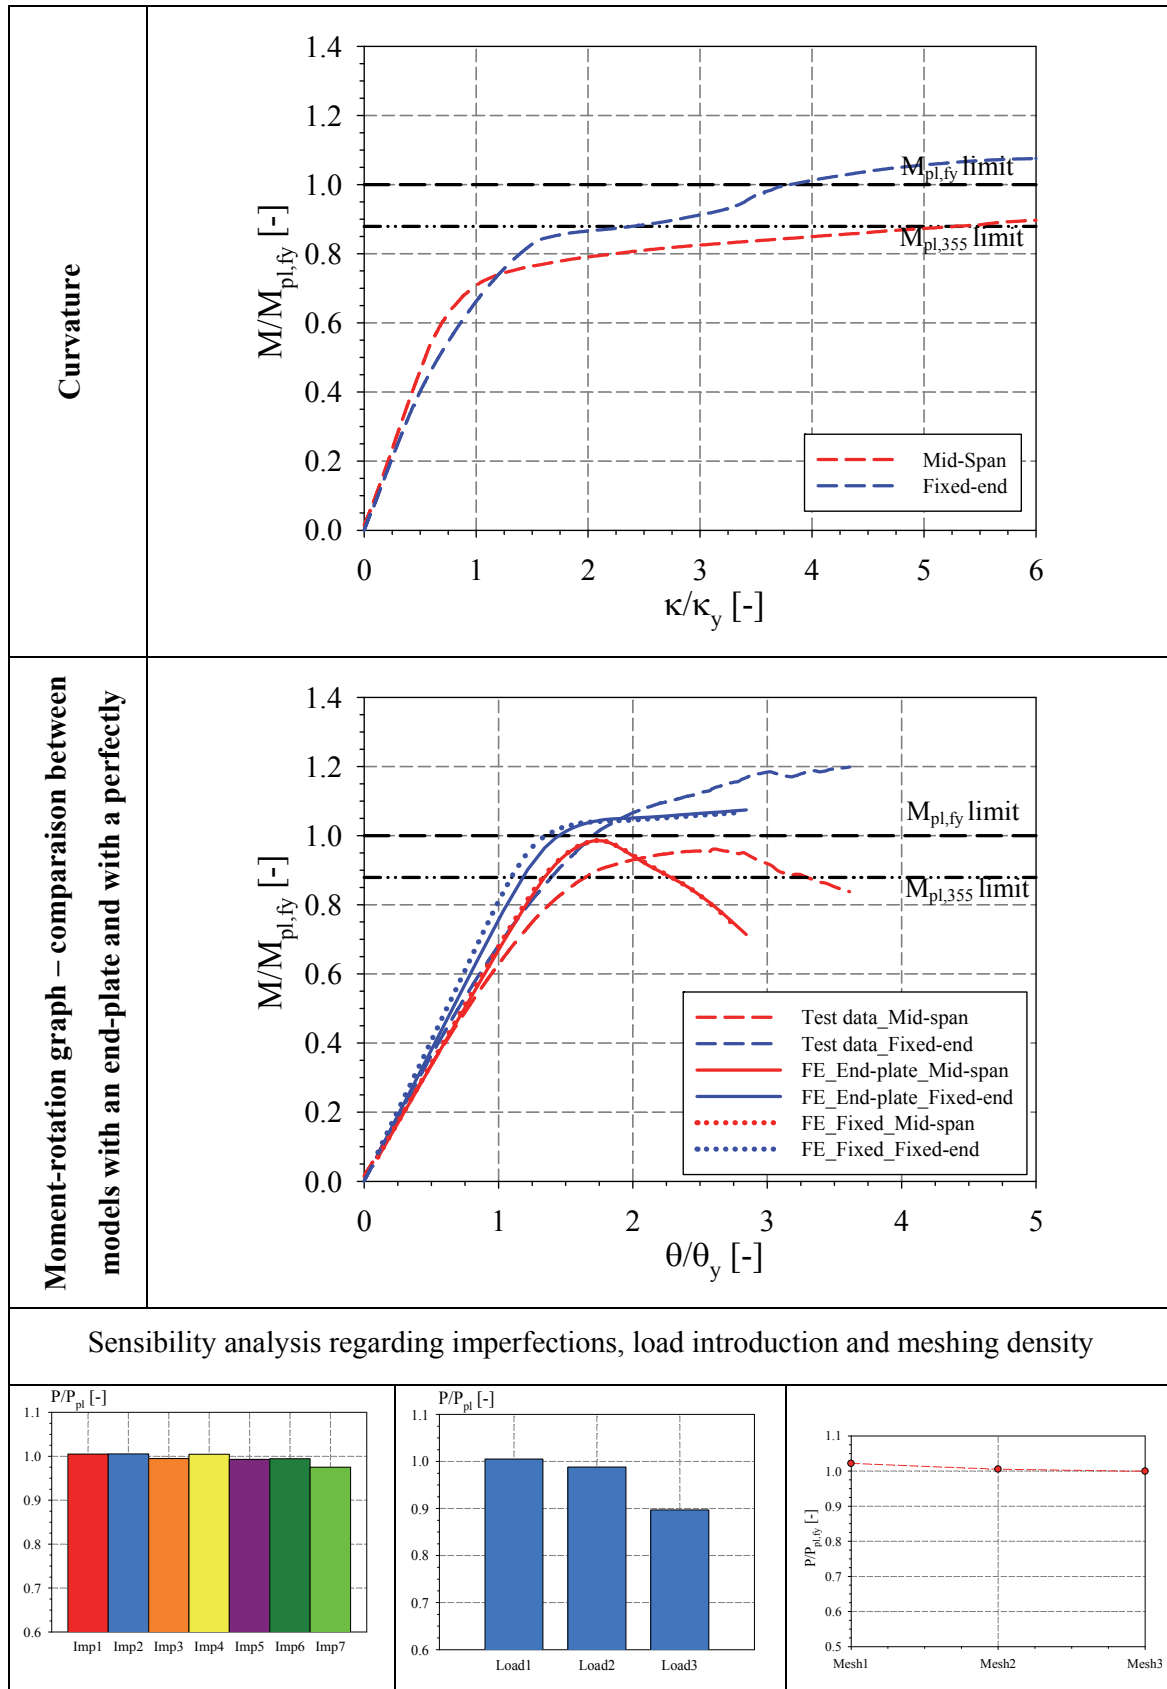 Curvature
1.4
1.2
1.0
0.8
0.6
0.4
0.2
0.0
M/Mpl,fy [-]
Mpl,fy limit
Mpl,355 limit
Mid-Span
Fixed-end
0 1 2 3 4 5 6
κ/κy [-]
Moment-rotation graph – comparaison between
models with an end-plate and with a perfectly
1.4
1.2
1.0
0.8
0.6
0.4
0.2
0.0
M/Mpl,fy [-]
Mpl,fy limit
Mpl,355 limit
Test data_Mid-span
Test data_Fixed-end
FE_End-plate_Mid-span
FE_End-plate_Fixed-end
FE_Fixed_Mid-span
FE_Fixed_Fixed-end
0 1 2 3 4 5
θ/θy [-]
Sensibility analysis regarding imperfections, load introduction and meshing density
P/Ppl [-]
1.1
1.0
0.9
0.8
0.7
0.6
Imp1 Imp2 Imp3 Imp4 Imp5 Imp6 Imp7
P/Ppl [-]
1.1
1.0
0.9
0.8
0.7
0.6
Load1 Load2 Load3
P/Ppl,fy [-]
1.1
1.0
0.9
0.8
0.7
0.6
0.5
Mesh1 Mesh2 Mesh3